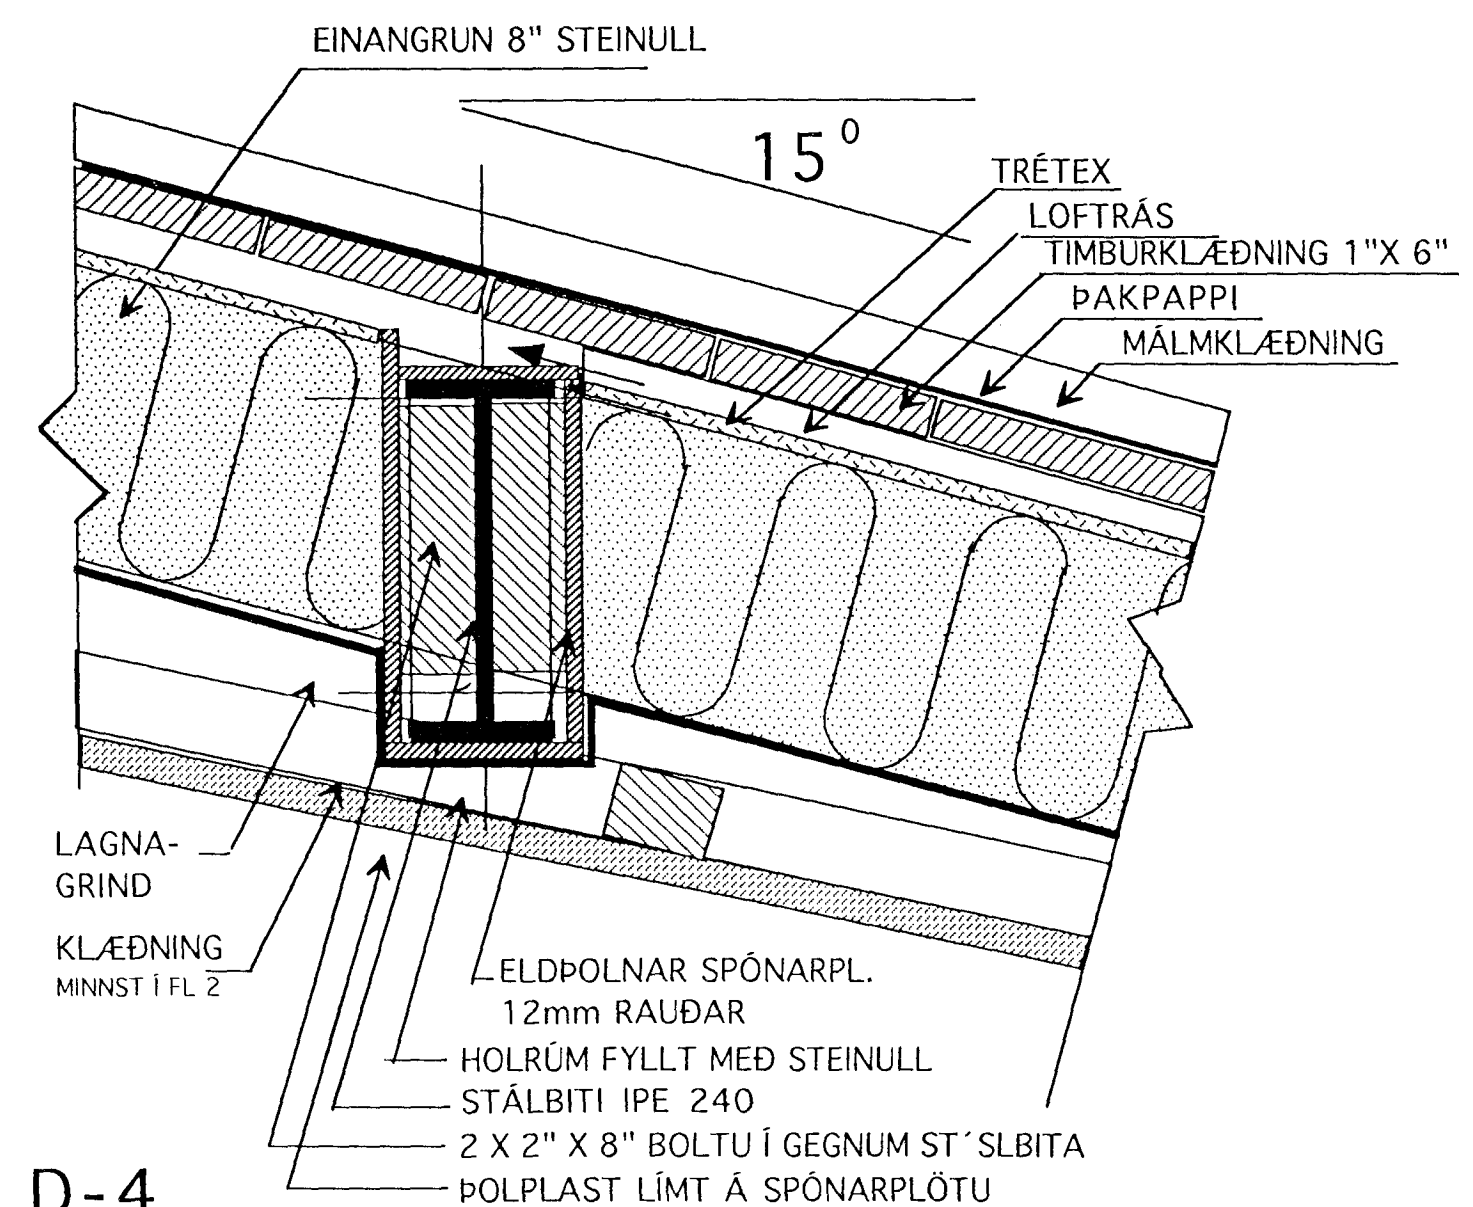 EINANGRUN 8" STEINULL
15°
TRÉTEX
LOFTRÁS
TIMBURKLÆÐNING 1"X 6"
ÞAKPAPPI
MÁLMKLÆÐNING
LAGNA-
GRIND
KLÆÐNING
MINNST Í FL 2
ELDÞOLNAR SPÓNARPL.
12mm RAUÐAR
HOLRÚM FYLLT MEÐ STEINULL
STÁLBITI IPE 240
2 X 2" X 8" BOLTU Í GEGNUM ST´SLBITA
ÞOLPLAST LÍMT Á SPÓNARPLÖTU
D-4